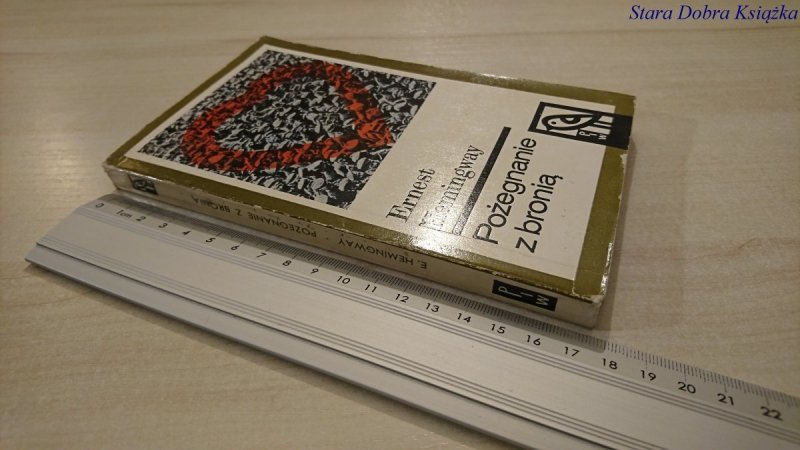 Stara Dobra Książka
Ernest
Hemingway
Pożegnanie
z bronią
P
I
W
E. HEMINGWAY · POŻEGNANIE Z BRONIĄ
P
I
W
0 1cm 2 3 4 5 6 7 8 9 10 11 12 13 14 15 16 17 18 19 20 21 22